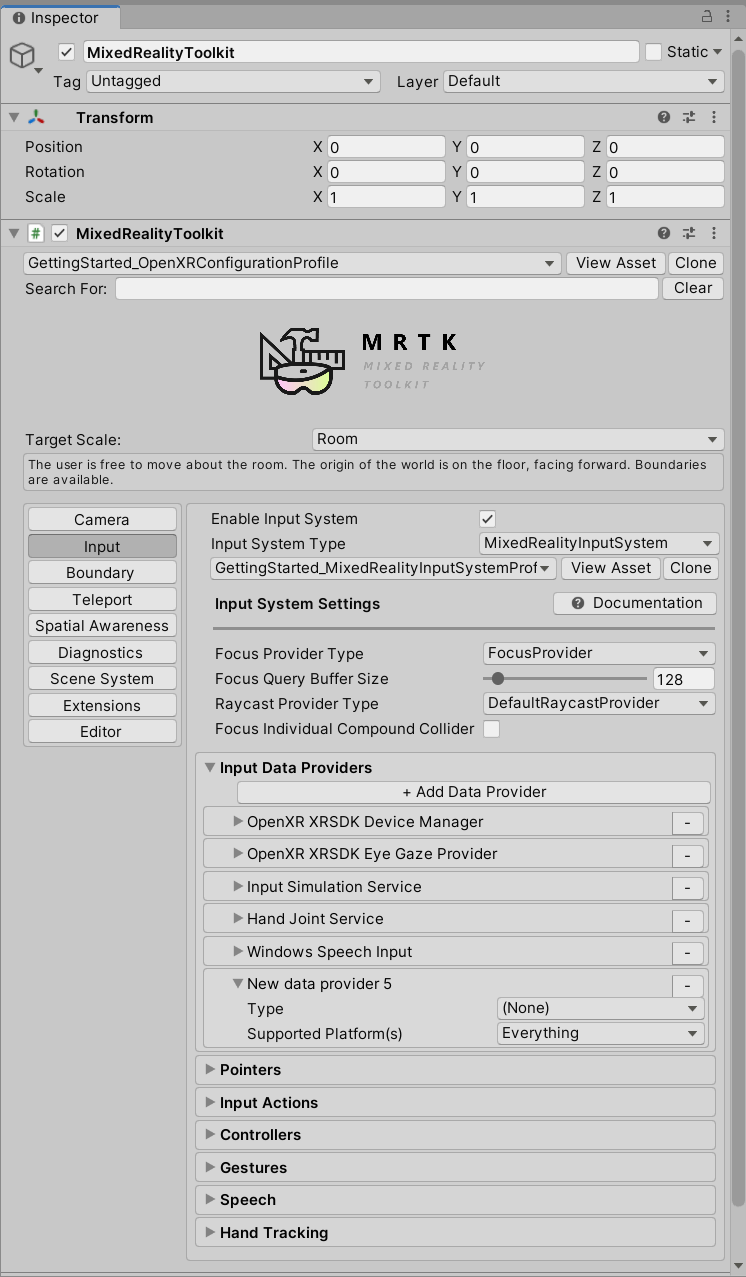 Inspector
MixedRealityToolkit
Static
Tag Untagged Layer Default
Transform
Position X 0 Y 0 Z 0
Rotation X 0 Y 0 Z 0
Scale X 1 Y 1 Z 1
# MixedRealityToolkit
GettingStarted_OpenXRConfigurationProfile View Asset Clone
Search For: Clear
MRTK
MIXED REALITY
TOOLKIT
Target Scale: Room
The user is free to move about the room. The origin of the world is on the floor, facing forward. Boundaries
are available.
Camera
Input
Boundary
Teleport
Spatial Awareness
Diagnostics
Scene System
Extensions
Editor
Enable Input System
Input System Type MixedRealityInputSystem
GettingStarted_MixedRealityInputSystemProf View Asset Clone
Input System Settings Documentation
Focus Provider Type FocusProvider
Focus Query Buffer Size 128
Raycast Provider Type DefaultRaycastProvider
Focus Individual Compound Collider
Input Data Providers
+ Add Data Provider
OpenXR XRSDK Device Manager -
OpenXR XRSDK Eye Gaze Provider -
Input Simulation Service -
Hand Joint Service -
Windows Speech Input -
New data provider 5 -
Type (None)
Supported Platform(s) Everything
Pointers
Input Actions
Controllers
Gestures
Speech
Hand Tracking